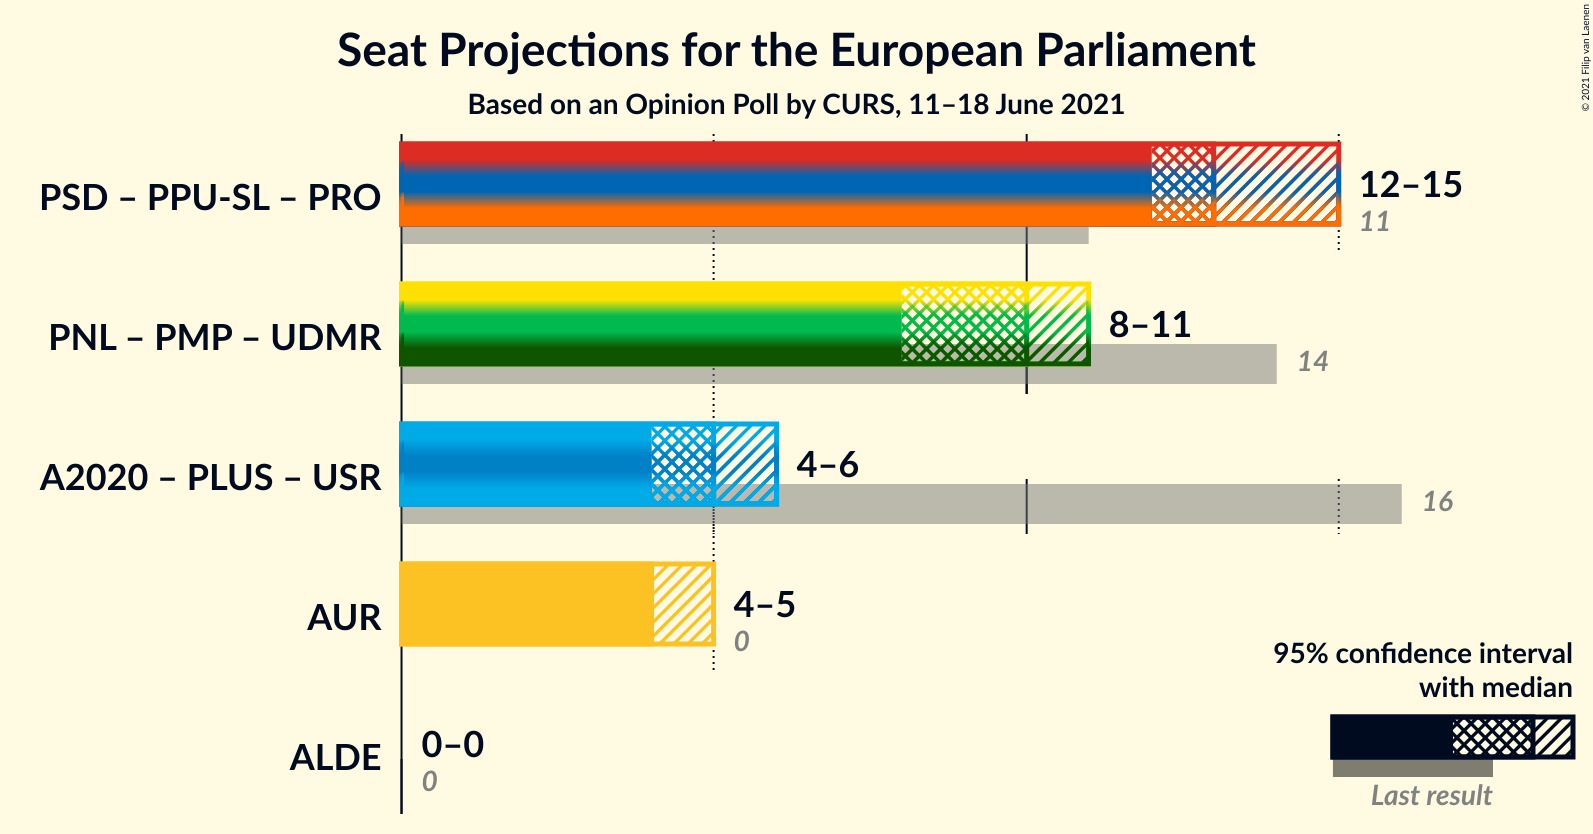 Seat Projections for the European Parliament
Based on an Opinion Poll by CURS, 11–18 June 2021
© 2021 Filip van Laenen
PSD – PPU-SL – PRO
12–15
11
PNL – PMP – UDMR
8–11
14
A2020 – PLUS – USR
4–6
16
AUR
4–5
0
ALDE
0–0
0
95% confidence interval
with median
Last result